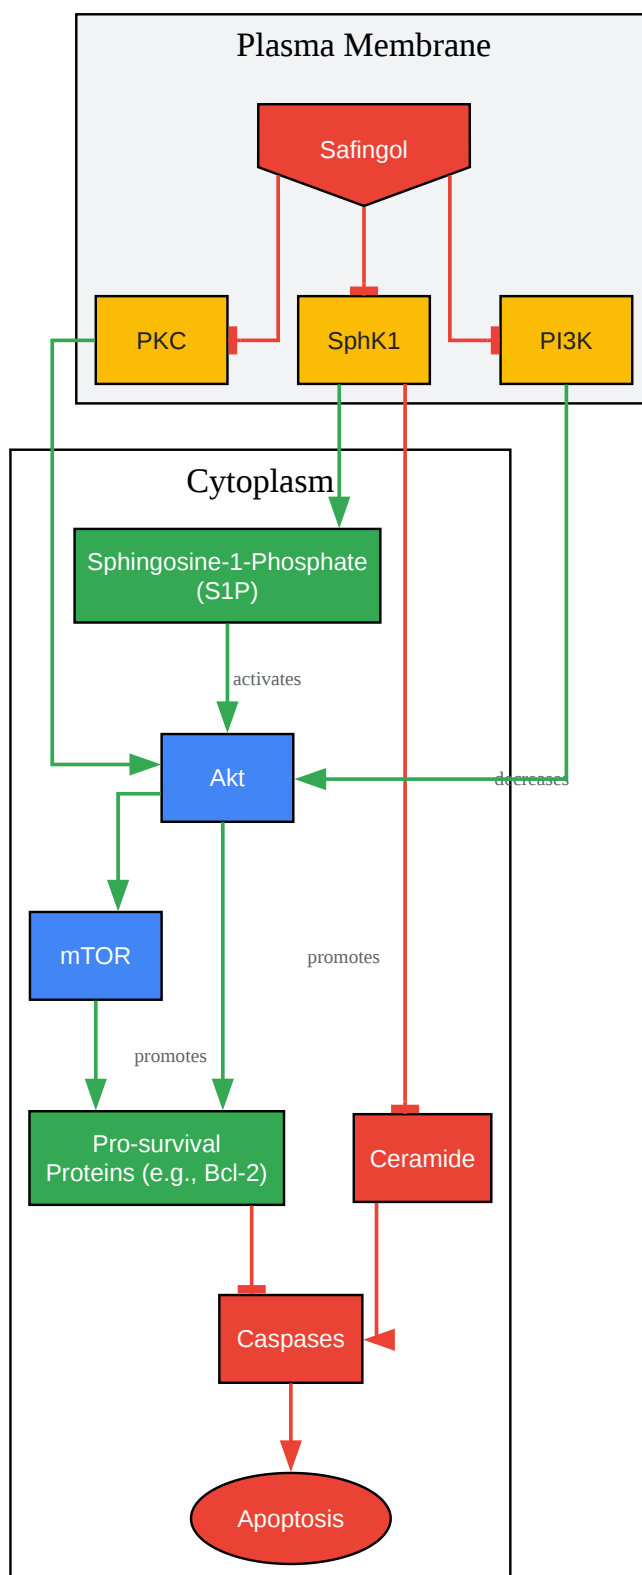 Plasma Membrane
Safingol
PKC
SphK1
PI3K
Cytoplasm
Sphingosine-1-Phosphate
(S1P)
activates
Akt
decreases
mTOR
promotes
promotes
Pro-survival
Proteins (e.g., Bcl-2)
Ceramide
Caspases
Apoptosis